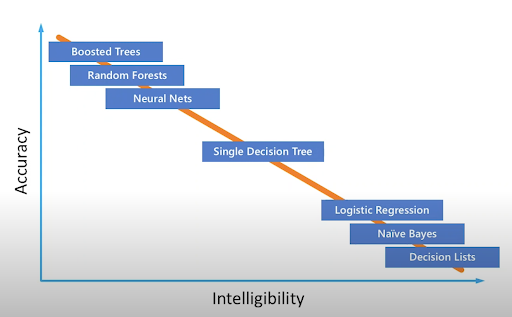 Boosted Trees
Random Forests
Neural Nets
Single Decision Tree
Logistic Regression
Naïve Bayes
Decision Lists
Accuracy
Intelligibility